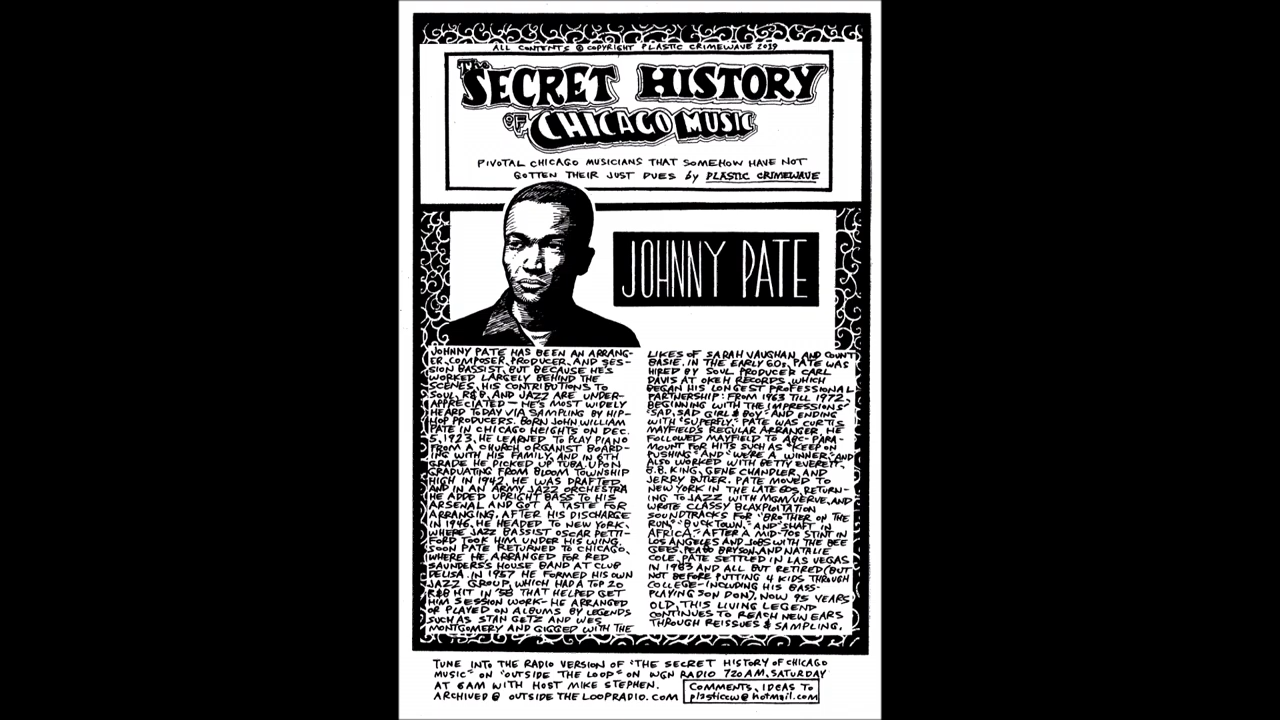 ALL CONTENTS © COPYRIGHT PLASTIC CRIMEWAVE 2019
THE
SECRET HISTORY
OF CHICAGO MUSIC
PIVOTAL CHICAGO MUSICIANS THAT SOMEHOW HAVE NOT
GOTTEN THEIR JUST DUES by PLASTIC CRIMEWAVE
JOHNNY PATE
JOHNNY PATE HAS BEEN AN ARRANG-
ER, COMPOSER, PRODUCER, AND SES-
SION BASSIST, BUT BECAUSE HE'S
WORKED LARGELY BEHIND THE
SCENES, HIS CONTRIBUTIONS TO
SOUL, R&B, AND JAZZ ARE UNDER-
APPRECIATED—HE'S MOST WIDELY
HEARD TODAY VIA SAMPLING BY HIP-
HOP PRODUCERS. BORN JOHN WILLIAM
PATE IN CHICAGO HEIGHTS ON DEC.
5, 1923, HE LEARNED TO PLAY PIANO
FROM A CHURCH ORGANIST BOARD-
ING WITH HIS FAMILY, AND IN 6TH
GRADE HE PICKED UP TUBA. UPON
GRADUATING FROM BLOOM TOWNSHIP
HIGH IN 1942, HE WAS DRAFTED,
AND IN AN ARMY JAZZ ORCHESTRA
HE ADDED UPRIGHT BASS TO HIS
ARSENAL AND GOT A TASTE FOR
ARRANGING. AFTER HIS DISCHARGE
IN 1946, HE HEADED TO NEW YORK,
WHERE JAZZ BASSIST OSCAR PETTI-
FORD TOOK HIM UNDER HIS WING.
SOON PATE RETURNED TO CHICAGO,
WHERE HE ARRANGED FOR RED
SAUNDERS'S HOUSE BAND AT CLUB
DELISA. IN 1957 HE FORMED HIS OWN
JAZZ GROUP, WHICH HAD A TOP 20
R&B HIT IN '58 THAT HELPED GET
HIM SESSION WORK—HE ARRANGED
OR PLAYED ON ALBUMS BY LEGENDS
SUCH AS STAN GETZ AND WES
MONTGOMERY AND GIGGED WITH THE
LIKES OF SARAH VAUGHAN AND COUNT
BASIE. IN THE EARLY 60s, PATE WAS
HIRED BY SOUL PRODUCER CARL
DAVIS AT OKEH RECORDS, WHICH
BEGAN HIS LONGEST PROFESSIONAL
PARTNERSHIP: FROM 1963 TILL 1972,
BEGINNING WITH THE IMPRESSIONS'
"SAD, SAD GIRL & BOY" AND ENDING
WITH "SUPERFLY," PATE WAS CURTIS
MAYFIELD'S REGULAR ARRANGER. HE
FOLLOWED MAYFIELD TO ABC-PARA-
MOUNT FOR HITS SUCH AS "KEEP ON
PUSHING" AND "WE'RE A WINNER," AND
ALSO WORKED WITH BETTY EVERETT,
B.B. KING, GENE CHANDLER, AND
JERRY BUTLER. PATE MOVED TO
NEW YORK IN THE LATE 60s, RETURN-
ING TO JAZZ WITH MGM/VERVE, AND
WROTE CLASSY BLAXPLOITATION
SOUNDTRACKS FOR "BROTHER ON THE
RUN," "BUCKTOWN," AND "SHAFT IN
AFRICA." AFTER A MID-70s STINT IN
LOS ANGELES AND JOBS WITH THE BEE
GEES, PEABO BRYSON, AND NATALIE
COLE, PATE SETTLED IN LAS VEGAS
IN 1983 AND ALL BUT RETIRED (BUT
NOT BEFORE PUTTING 4 KIDS THROUGH
COLLEGE—INCLUDING HIS BASS-
PLAYING SON DON). NOW 95 YEARS
OLD, THIS LIVING LEGEND
CONTINUES TO REACH NEW EARS
THROUGH REISSUES & SAMPLING.
TUNE INTO THE RADIO VERSION OF "THE SECRET HISTORY OF CHICAGO
MUSIC" ON "OUTSIDE THE LOOP" ON WGN RADIO 720 AM, SATURDAY
AT 6AM WITH HOST MIKE STEPHEN.
ARCHIVED @ OUTSIDETHELOOPRADIO.COM
COMMENTS, IDEAS TO
plasticcw@hotmail.com